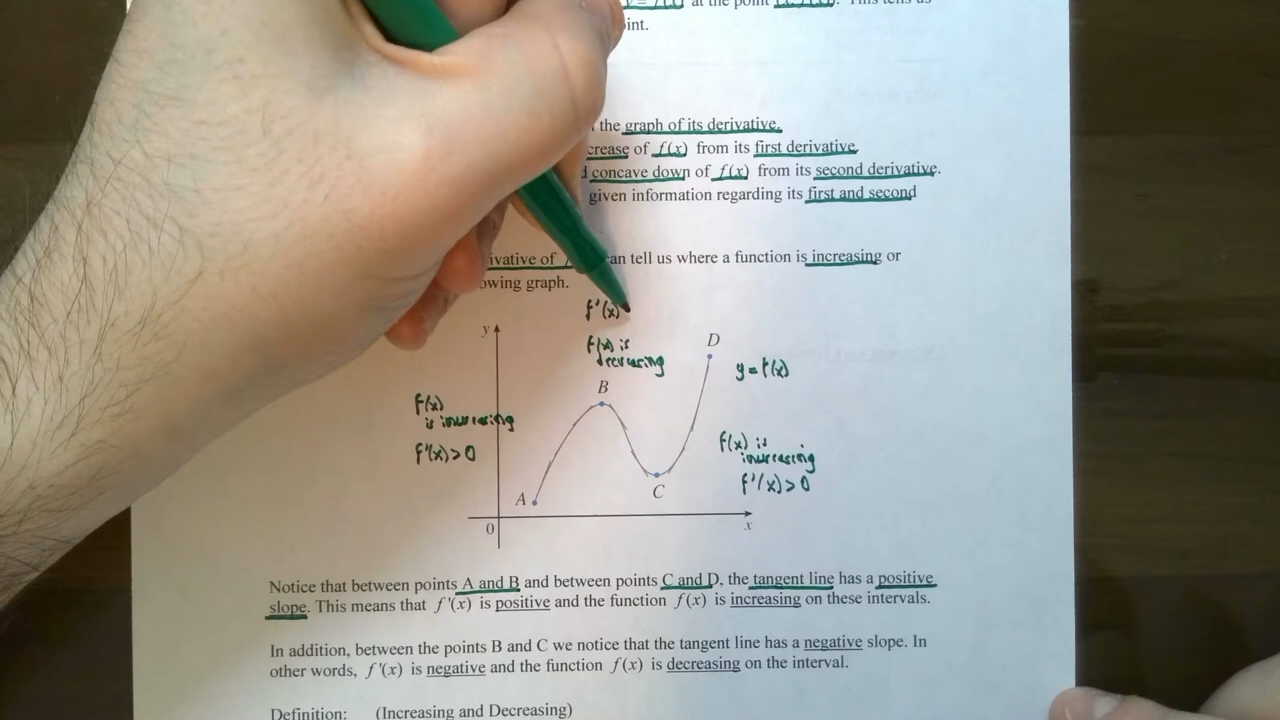 at the point
int.
the graph of its derivative.
crease of f(x) from its first derivative
concave down of f(x) from its second derivative.
given information regarding its first and second
ivative of an tell us where a function is increasing or
owing graph.
f'(x)
y
f(x) is
decreasing
D
y=f(x)
B
f(x)
is increasing
f'(x)>0
f(x) is
increasing
f'(x)>0
A
C
0
x
Notice that between points A and B and between points C and D, the tangent line has a positive
slope. This means that f'(x) is positive and the function f(x) is increasing on these intervals.
In addition, between the points B and C we notice that the tangent line has a negative slope. In
other words, f'(x) is negative and the function f(x) is decreasing on the interval.
Definition: (Increasing and Decreasing)